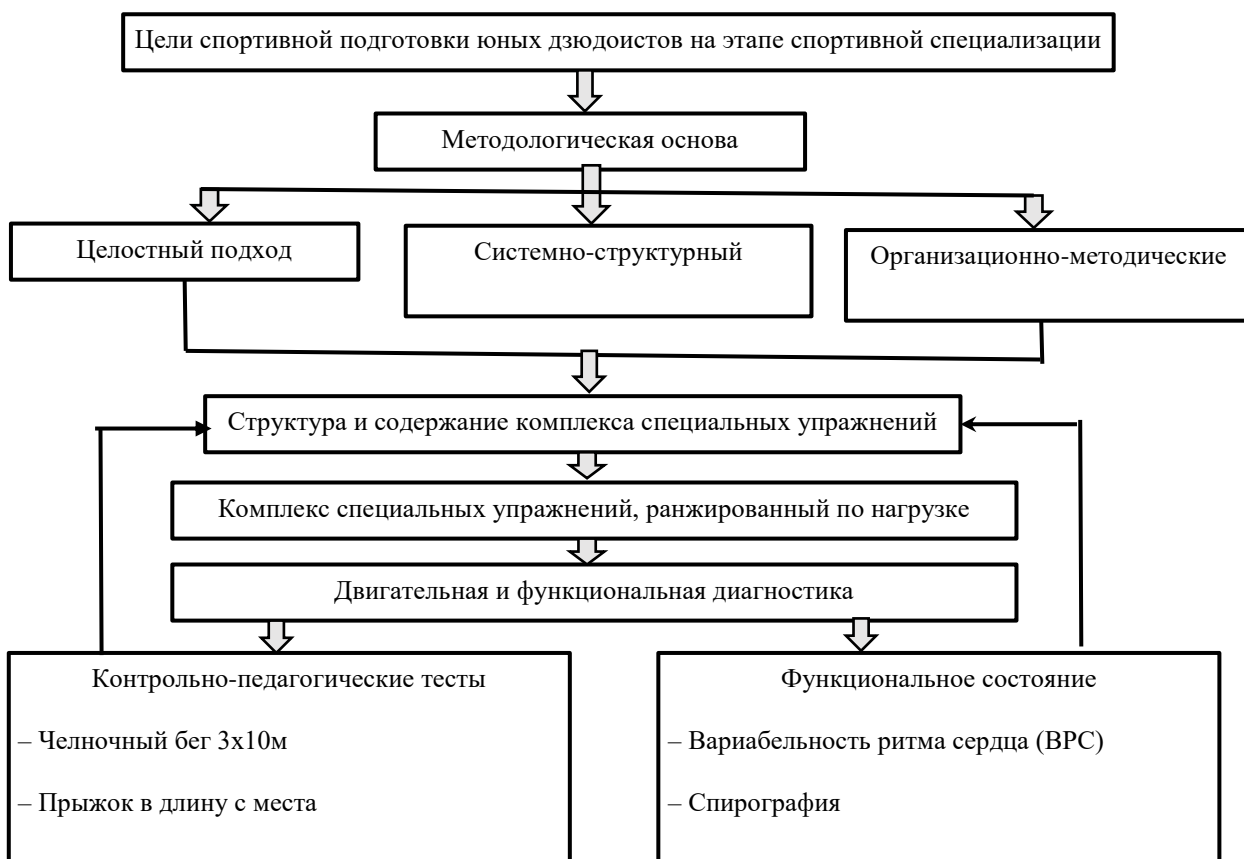 Цели спортивной подготовки юных дзюдоистов на этапе спортивной специализации
Методологическая основа
Целостный подход
Системно-структурный
Организационно-методические
Структура и содержание комплекса специальных упражнений
Комплекс специальных упражнений, ранжированный по нагрузке
Двигательная и функциональная диагностика
Контрольно-педагогические тесты
– Челночный бег 3х10м
– Прыжок в длину с места
Функциональное состояние
– Вариабельность ритма сердца (ВРС)
– Спирография